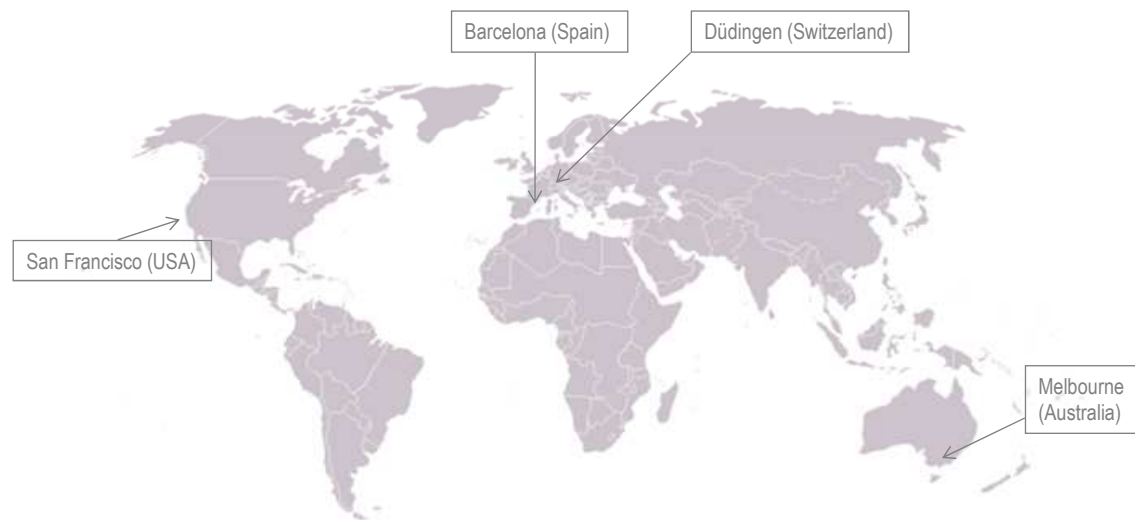 Barcelona (Spain)
Düdingen (Switzerland)
San Francisco (USA)
Melbourne
(Australia)